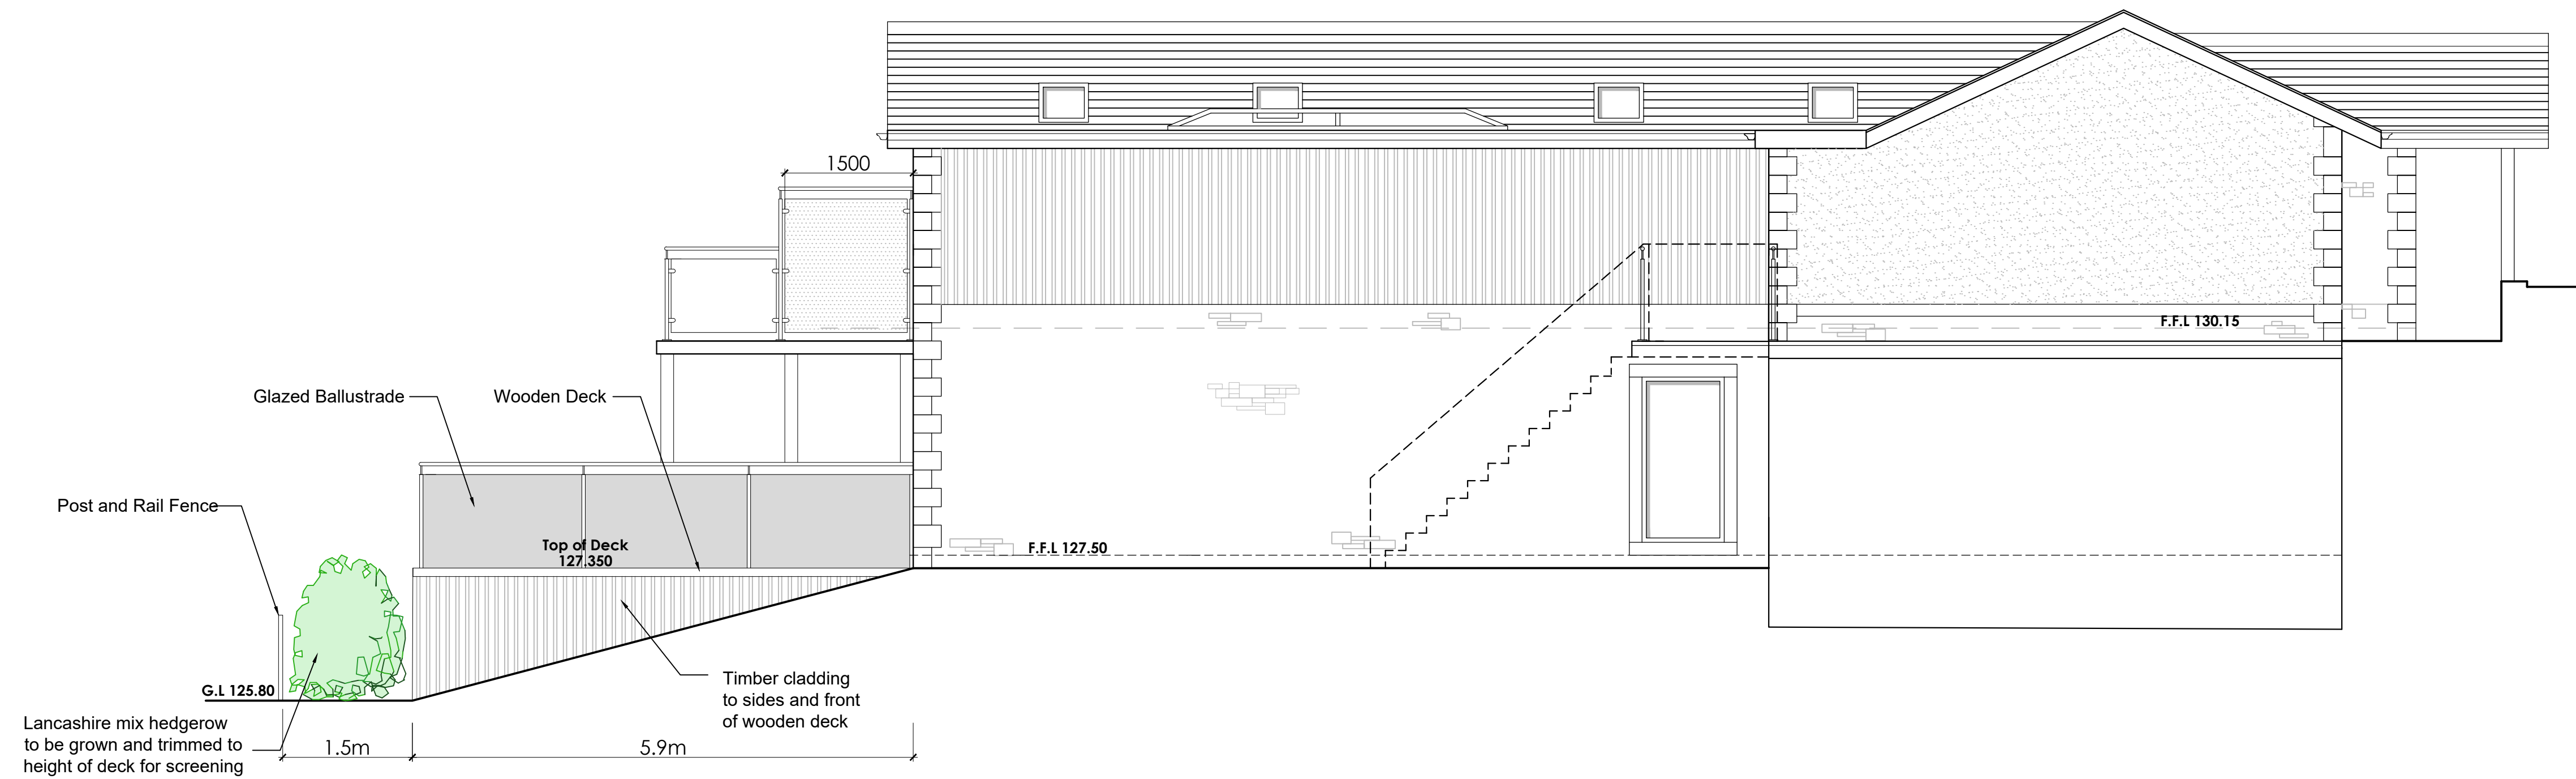 1500
F.F.L 130.15
Glazed Ballustrade
Wooden Deck
Post and Rail Fence
Top of Deck
127.350
F.F.L 127.50
G.L 125.80
Timber cladding
to sides and front
of wooden deck
Lancashire mix hedgerow
to be grown and trimmed to
height of deck for screening
1.5m
5.9m